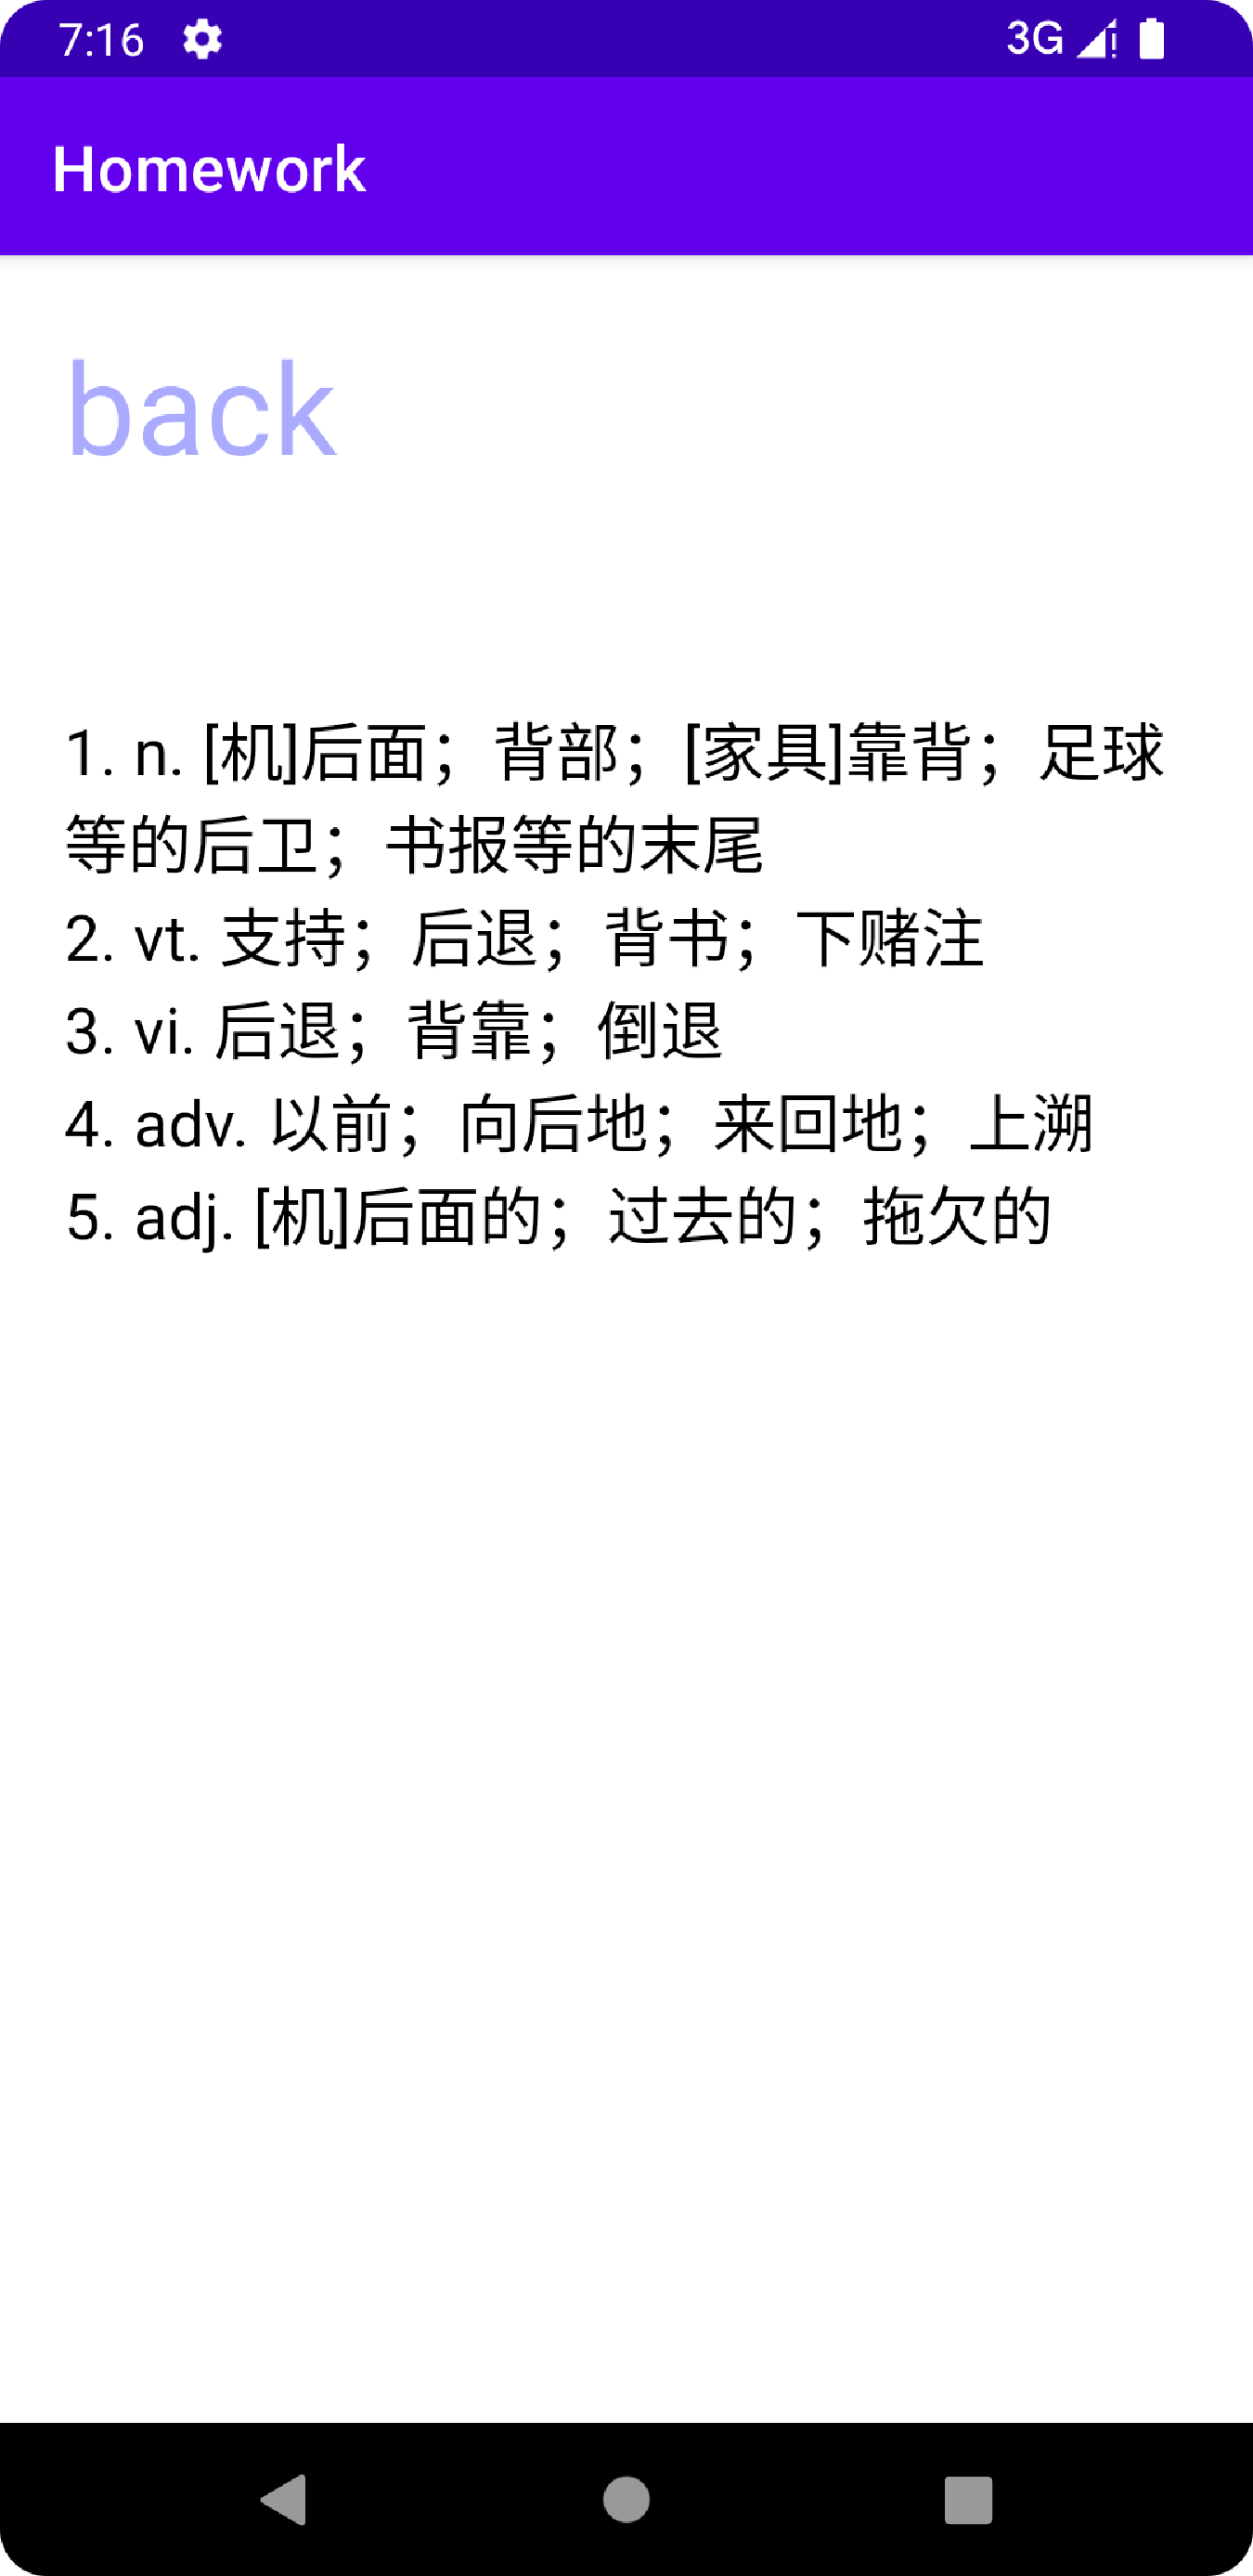 7:16 3G
Homework
back
1. n. [机]后面；背部；[家具]靠背；足球
等的后卫；书报等的末尾
2. vt. 支持；后退；背书；下赌注
3. vi. 后退；背靠；倒退
4. adv. 以前；向后地；来回地；上溯
5. adj. [机]后面的；过去的；拖欠的